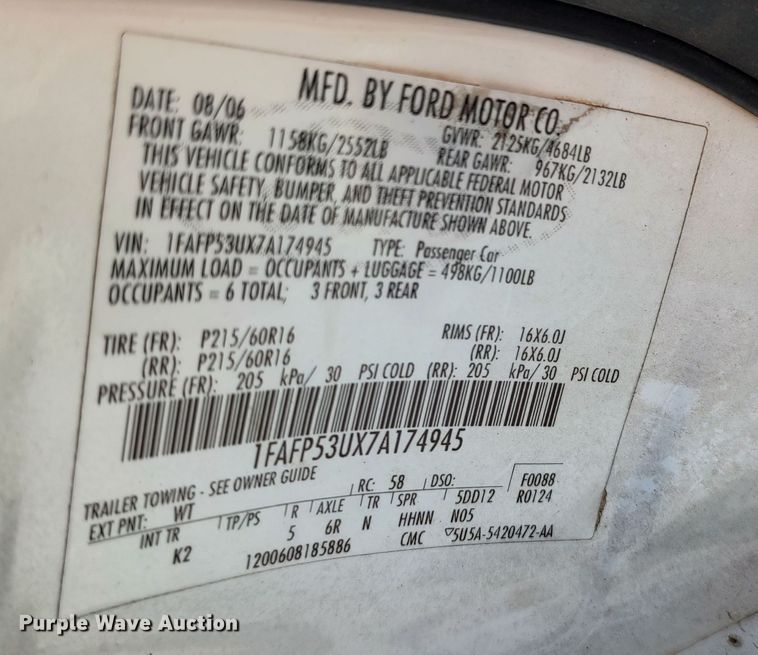 MFD. BY FORD MOTOR CO.
DATE: 08/06 GVWR: 2125KG/4684LB
FRONT GAWR: 1158KG/2552LB REAR GAWR: 967KG/2132LB
THIS VEHICLE CONFORMS TO ALL APPLICABLE FEDERAL MOTOR
VEHICLE SAFETY, BUMPER, AND THEFT PREVENTION STANDARDS
IN EFFECT ON THE DATE OF MANUFACTURE SHOWN ABOVE.
VIN: 1FAFP53UX7A174945 TYPE: Passenger Car
MAXIMUM LOAD = OCCUPANTS + LUGGAGE = 498KG/1100LB
OCCUPANTS = 6 TOTAL; 3 FRONT, 3 REAR
TIRE (FR): P215/60R16 RIMS (FR): 16X6.0J
(RR): P215/60R16 (RR): 16X6.0J
PRESSURE (FR): 205 kPa/ 30 PSI COLD (RR): 205 kPa/ 30 PSI COLD
1FAFP53UX7A174945
TRAILER TOWING - SEE OWNER GUIDE F0088
EXT PNT: WT RC: 58 DSO: 5DD12 R0124
INT TR TP/PS R AXLE TR SPR N05
K2 5 6R N HHNN
1200608185886 CMC ▽5U5A-5420472-AA
Purple Wave Auction